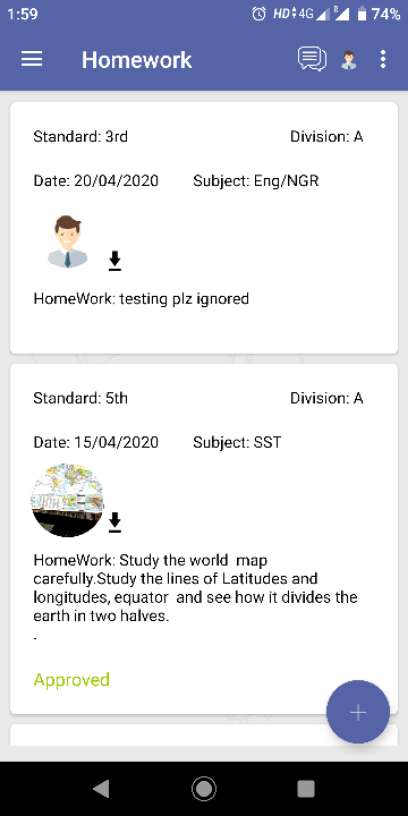 1:59 HD 4G R 74%
Homework
Standard: 3rd Division: A
Date: 20/04/2020 Subject: Eng/NGR
HomeWork: testing plz ignored
Standard: 5th Division: A
Date: 15/04/2020 Subject: SST
HomeWork: Study the world map
carefully.Study the lines of Latitudes and
longitudes, equator and see how it divides the
earth in two halves.
.
Approved
+